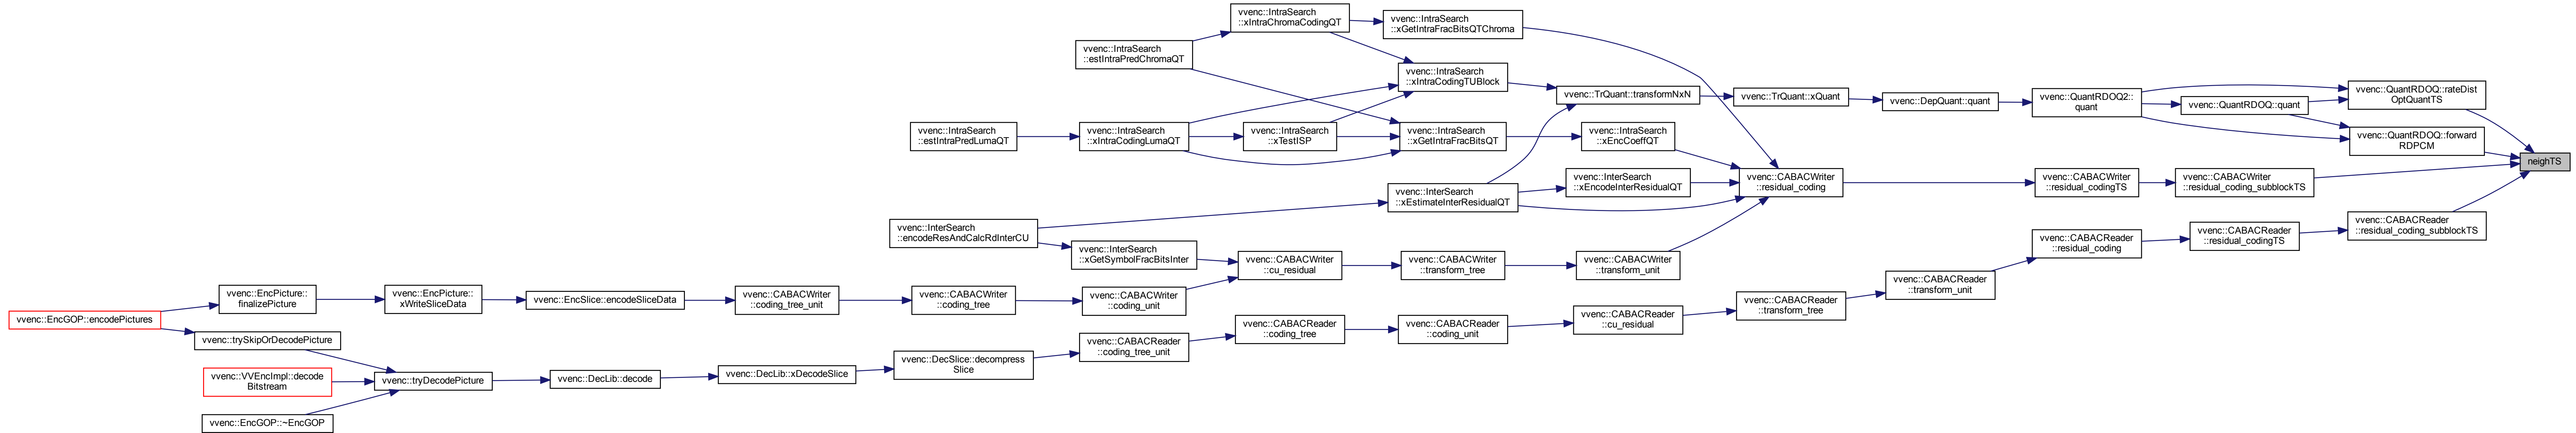 vvenc::IntraSearch
::xIntraChromaCodingQT
vvenc::IntraSearch
::xGetIntraFracBitsQTChroma
vvenc::IntraSearch
::estIntraPredChromaQT
vvenc::IntraSearch
::xIntraCodingTUBlock
vvenc::TrQuant::transformNxN
vvenc::TrQuant::xQuant
vvenc::DepQuant::quant
vvenc::QuantRDOQ2::
quant
vvenc::QuantRDOQ::quant
vvenc::QuantRDOQ::rateDist
OptQuantTS
vvenc::IntraSearch
::estIntraPredLumaQT
vvenc::IntraSearch
::xIntraCodingLumaQT
vvenc::IntraSearch
::xTestISP
vvenc::IntraSearch
::xGetIntraFracBitsQT
vvenc::IntraSearch
::xEncCoeffQT
vvenc::QuantRDOQ::forward
RDPCM
neighTS
vvenc::InterSearch
::xEstimateInterResidualQT
vvenc::InterSearch
::xEncodeInterResidualQT
vvenc::CABACWriter
::residual_coding
vvenc::CABACWriter
::residual_codingTS
vvenc::CABACWriter
::residual_coding_subblockTS
vvenc::InterSearch
::encodeResAndCalcRdInterCU
vvenc::InterSearch
::xGetSymbolFracBitsInter
vvenc::CABACWriter
::cu_residual
vvenc::CABACWriter
::transform_tree
vvenc::CABACWriter
::transform_unit
vvenc::CABACReader
::residual_coding
vvenc::CABACReader
::residual_codingTS
vvenc::CABACReader
::residual_coding_subblockTS
vvenc::EncGOP::encodePictures
vvenc::EncPicture::
finalizePicture
vvenc::EncPicture::
xWriteSliceData
vvenc::EncSlice::encodeSliceData
vvenc::CABACWriter
::coding_tree_unit
vvenc::CABACWriter
::coding_tree
vvenc::CABACWriter
::coding_unit
vvenc::CABACReader
::transform_unit
vvenc::CABACReader
::transform_tree
vvenc::CABACReader
::cu_residual
vvenc::CABACReader
::coding_unit
vvenc::CABACReader
::coding_tree
vvenc::CABACReader
::coding_tree_unit
vvenc::trySkipOrDecodePicture
vvenc::VVEncImpl::decode
Bitstream
vvenc::tryDecodePicture
vvenc::DecLib::decode
vvenc::DecLib::xDecodeSlice
vvenc::DecSlice::decompress
Slice
vvenc::EncGOP::~EncGOP